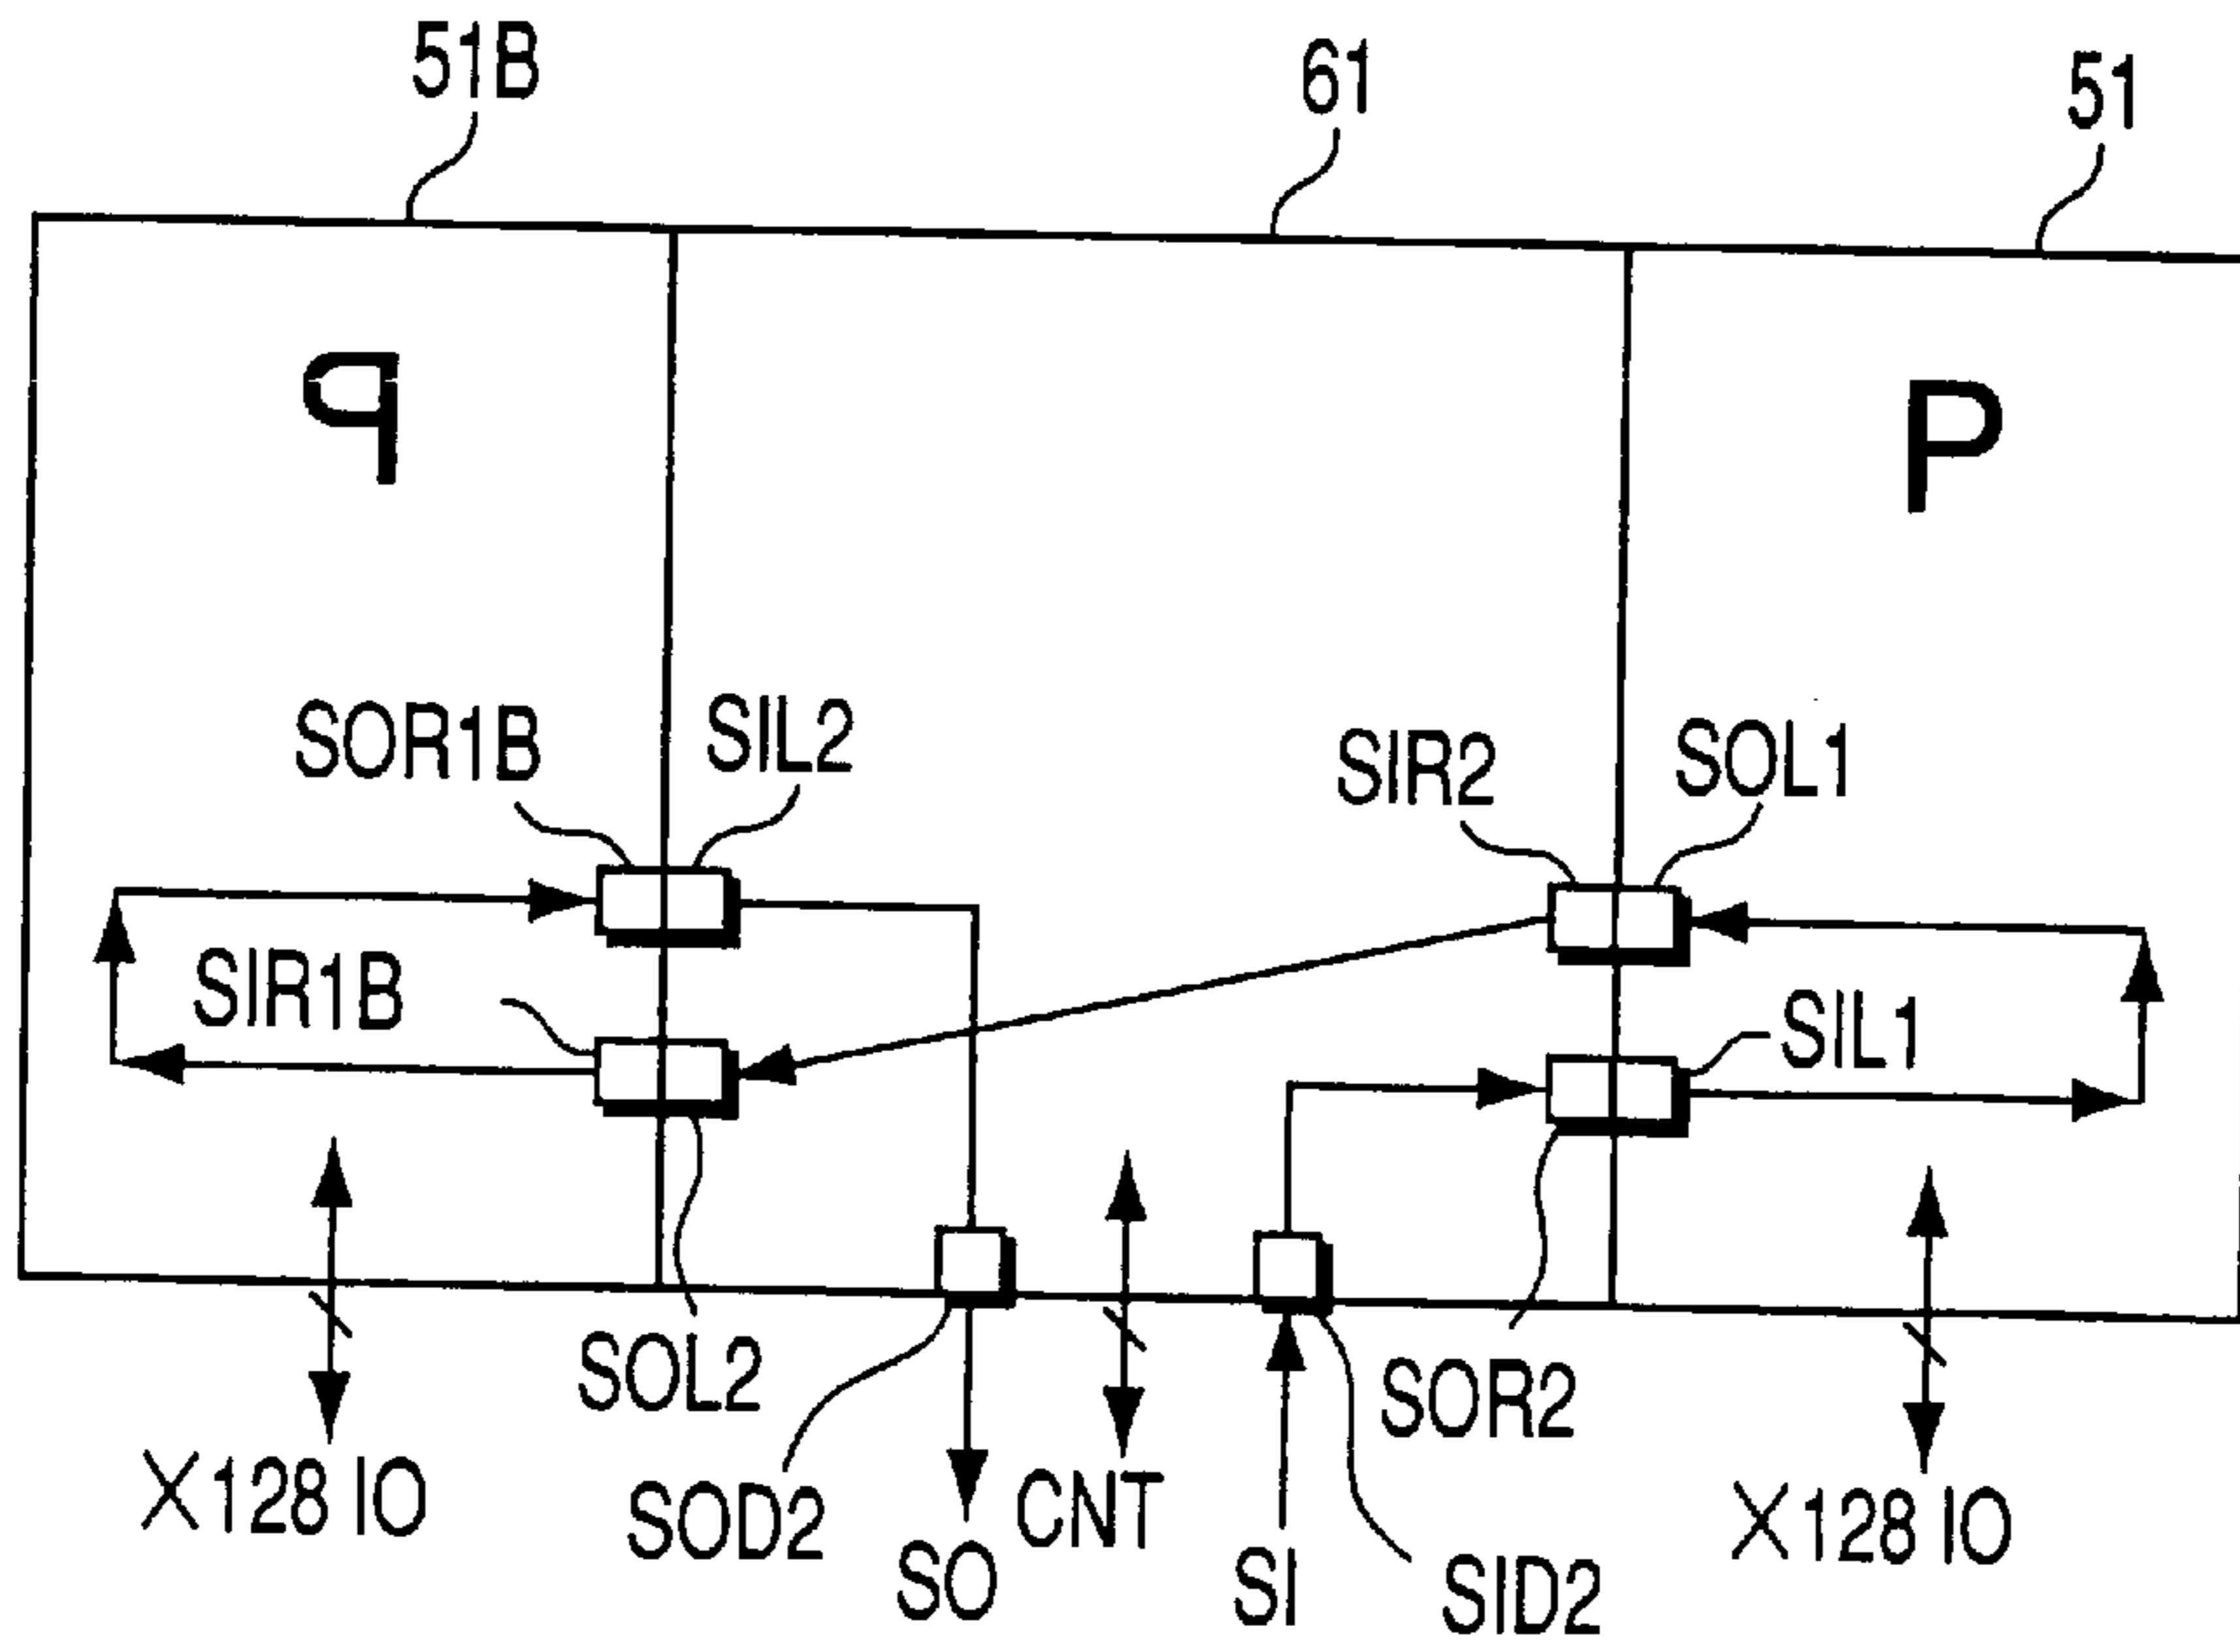 51B
61
51
P
P
SOR1B
SIL2
SIR2
SOL1
SIR1B
SIL1
SOL2
SOR2
X128 IO
SOD2
SO
CNT
SI
SID2
X128 IO